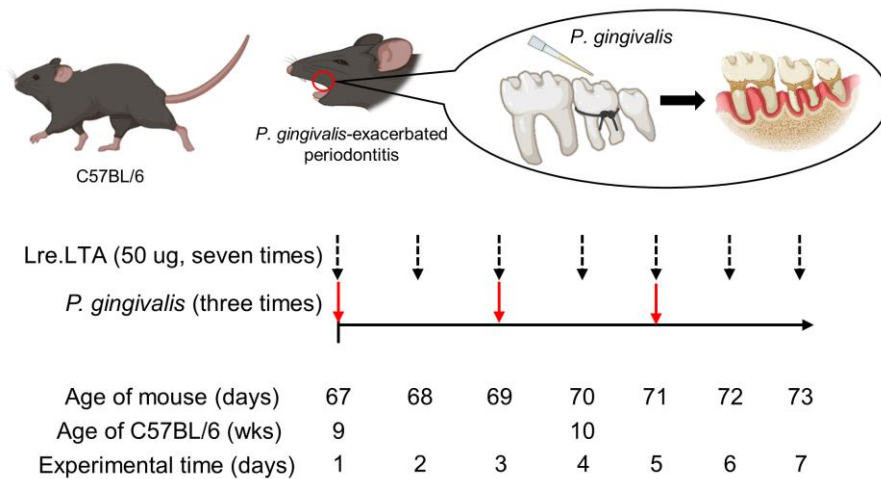 P. gingivalis
P. gingivalis-exacerbated
periodontitis
C57BL/6
Lre.LTA (50 ug, seven times)
P. gingivalis (three times)
Age of mouse (days) 67 68 69 70 71 72 73
Age of C57BL/6 (wks) 9 10
Experimental time (days) 1 2 3 4 5 6 7